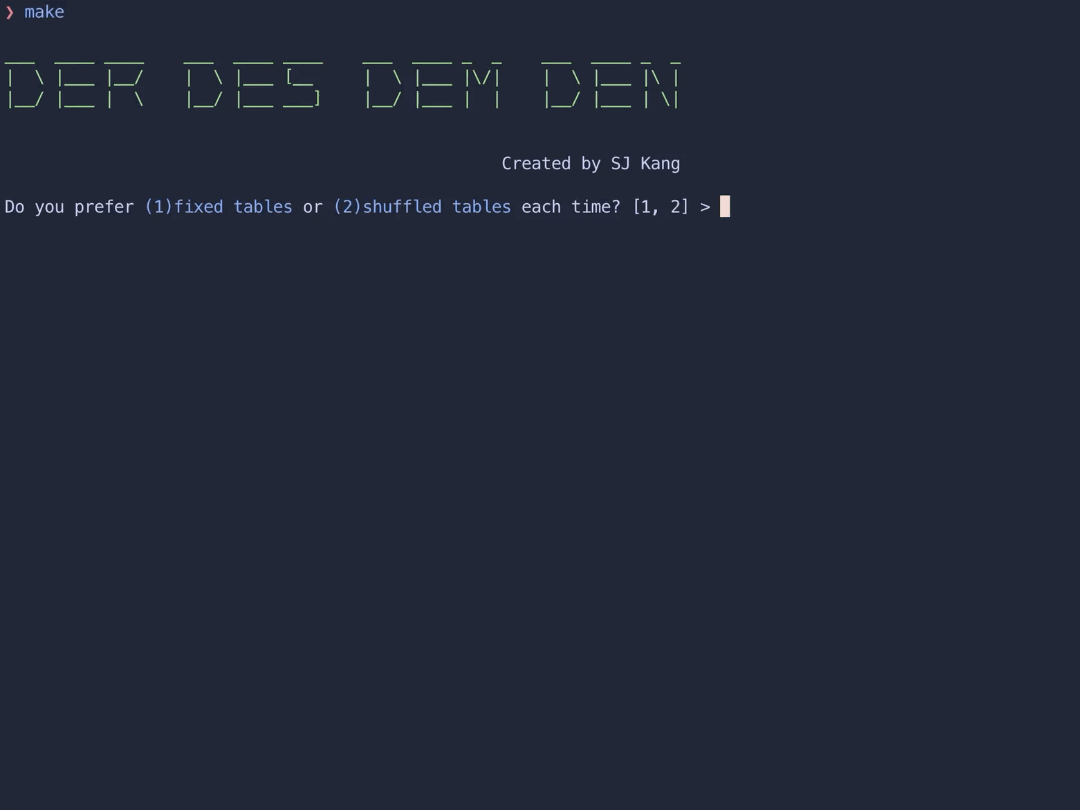 ❯ make
DER DES DEM DEN
Created by SJ Kang
Do you prefer (1)fixed tables or (2)shuffled tables each time? [1, 2] >